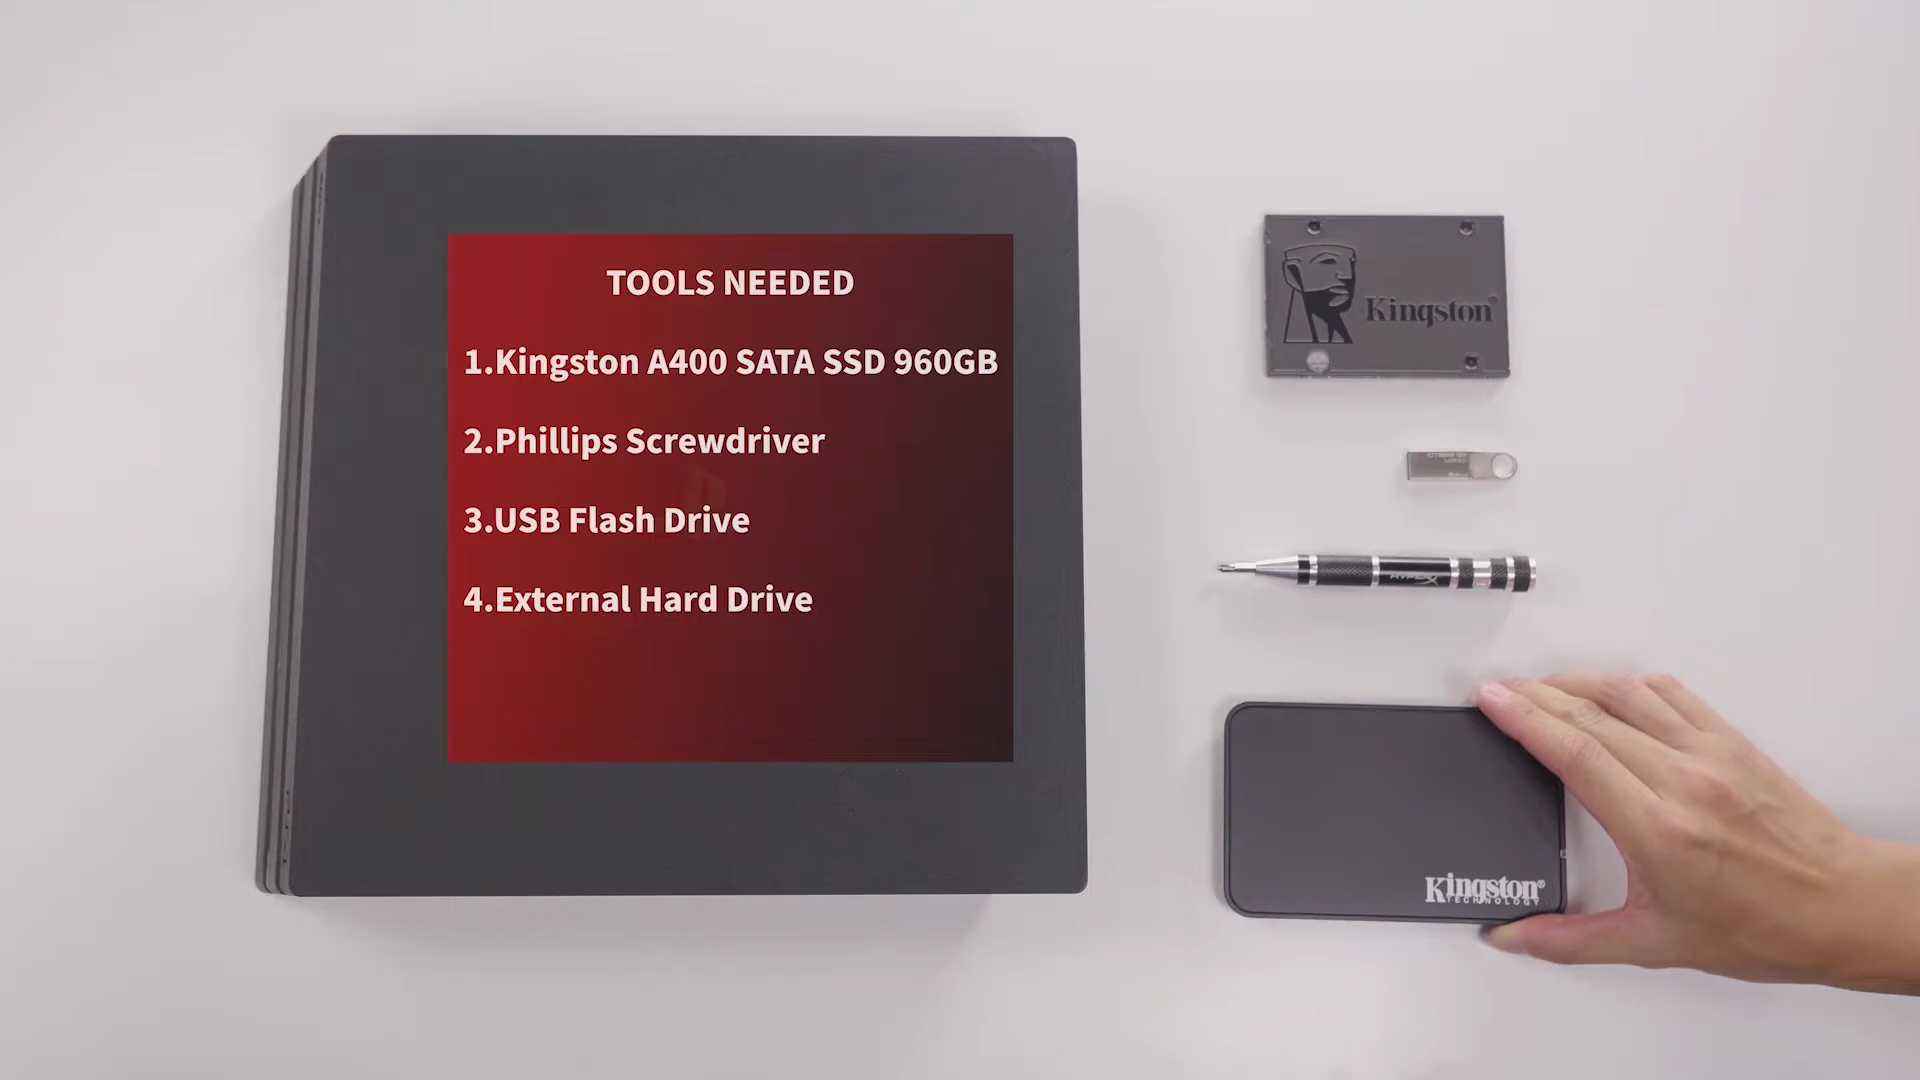 TOOLS NEEDED
1.Kingston A400 SATA SSD 960GB
2.Phillips Screwdriver
3.USB Flash Drive
4.External Hard Drive
Kingston®
HYPERX
Kingston®
TECHNOLOGY